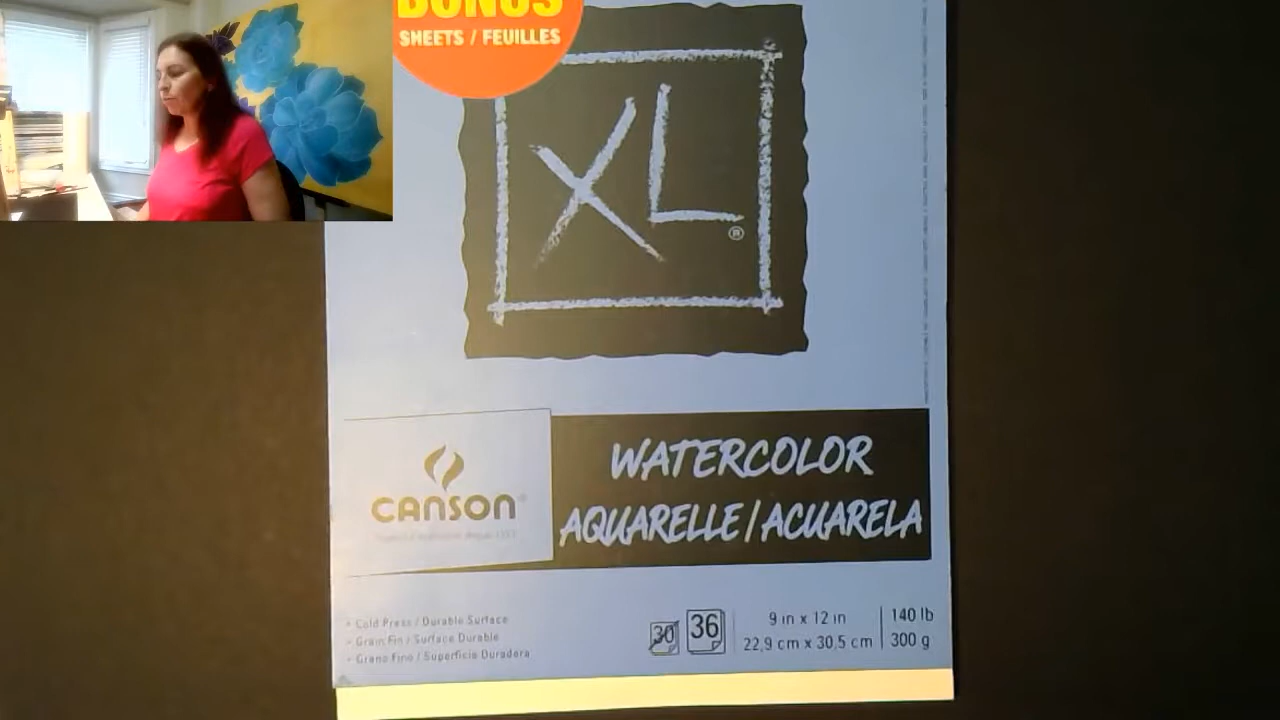 BONUS
SHEETS / FEUILLES
XL®
CANSON®
WATERCOLOR
AQUARELLE / ACUARELA
• Cold Press / Durable Surface
• Grain Fin / Surface Durable
• Grano Fino / Superficie Duradera
30 36
9 in x 12 in
22,9 cm x 30,5 cm
140 lb
300 g